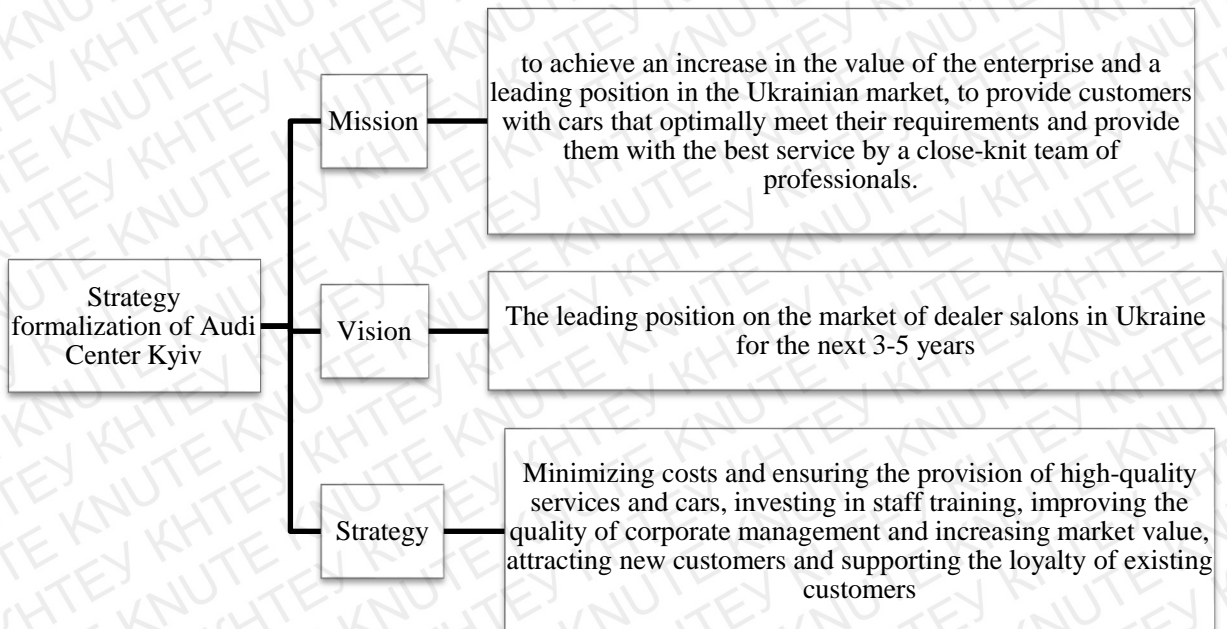 to achieve an increase in the value of the enterprise and a
leading position in the Ukrainian market, to provide customers
with cars that optimally meet their requirements and provide
them with the best service by a close-knit team of
professionals.
Mission
Strategy
formalization of Audi
Center Kyiv
Vision
The leading position on the market of dealer salons in Ukraine
for the next 3-5 years
Strategy
Minimizing costs and ensuring the provision of high-quality
services and cars, investing in staff training, improving the
quality of corporate management and increasing market value,
attracting new customers and supporting the loyalty of existing
customers